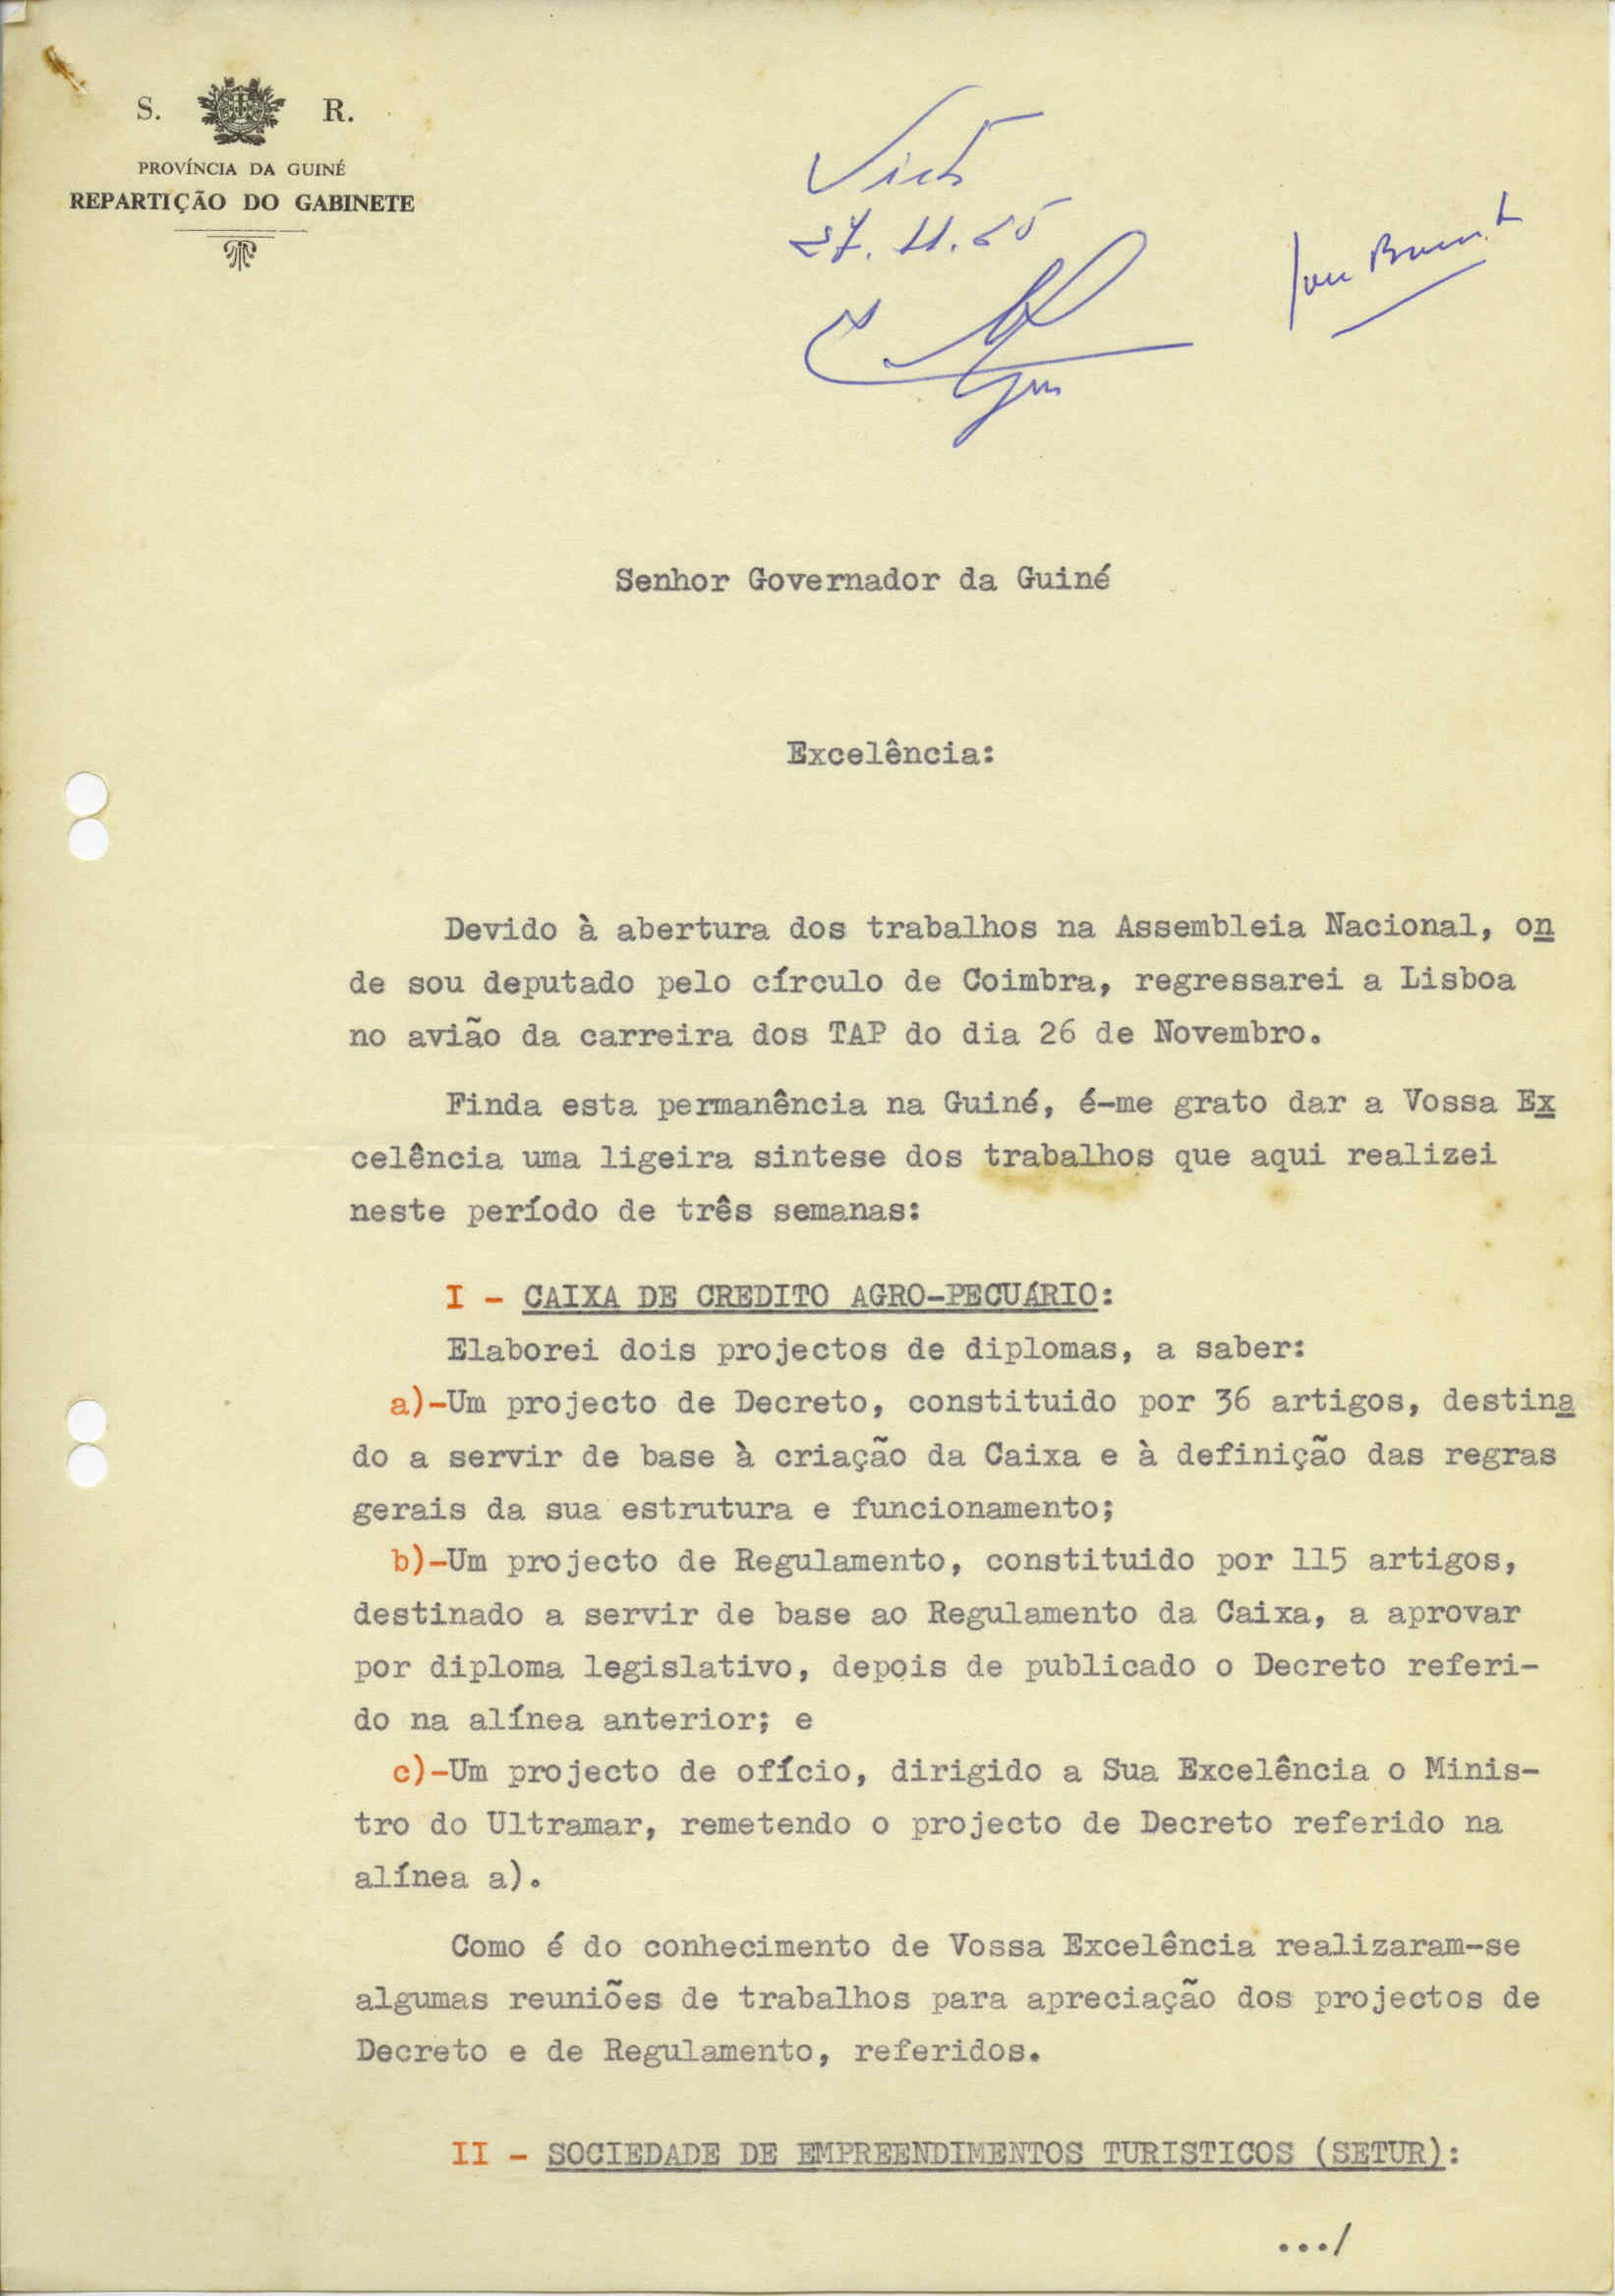 S. R.
PROVÍNCIA DA GUINÉ
REPARTIÇÃO DO GABINETE
Visto
27.11.65
Senhor Governador da Guiné
Excelência:
Devido à abertura dos trabalhos na Assembleia Nacional, on
de sou deputado pelo círculo de Coimbra, regressarei a Lisboa
no avião da carreira dos TAP do dia 26 de Novembro.
Finda esta permanência na Guiné, é-me grato dar a Vossa Ex
celência uma ligeira sintese dos trabalhos que aqui realizei
neste período de três semanas:
I - CAIXA DE CREDITO AGRO-PECUÁRIO:
Elaborei dois projectos de diplomas, a saber:
a)-Um projecto de Decreto, constituido por 36 artigos, destina
do a servir de base à criação da Caixa e à definição das regras
gerais da sua estrutura e funcionamento;
b)-Um projecto de Regulamento, constituido por 115 artigos,
destinado a servir de base ao Regulamento da Caixa, a aprovar
por diploma legislativo, depois de publicado o Decreto referi-
do na alínea anterior; e
c)-Um projecto de ofício, dirigido a Sua Excelência o Minis-
tro do Ultramar, remetendo o projecto de Decreto referido na
alínea a).
Como é do conhecimento de Vossa Excelência realizaram-se
algumas reuniões de trabalhos para apreciação dos projectos de
Decreto e de Regulamento, referidos.
II - SOCIEDADE DE EMPREENDIMENTOS TURISTICOS (SETUR):
.../